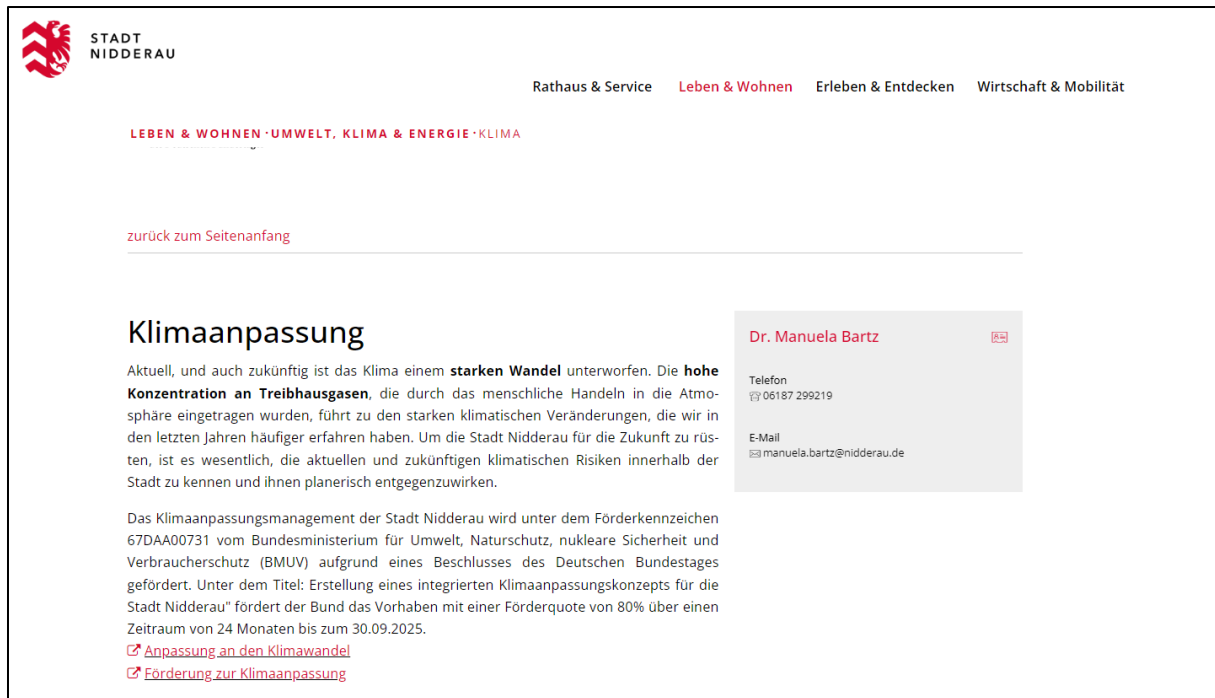 STADT
NIDDERAU
Rathaus & Service Leben & Wohnen Erleben & Entdecken Wirtschaft & Mobilität
LEBEN & WOHNEN · UMWELT, KLIMA & ENERGIE · KLIMA
zurück zum Seitenanfang
Klimaanpassung
Aktuell, und auch zukünftig ist das Klima einem starken Wandel unterworfen. Die hohe
Konzentration an Treibhausgasen, die durch das menschliche Handeln in die Atmo-
sphäre eingetragen wurden, führt zu den starken klimatischen Veränderungen, die wir in
den letzten Jahren häufiger erfahren haben. Um die Stadt Nidderau für die Zukunft zu rüs-
ten, ist es wesentlich, die aktuellen und zukünftigen klimatischen Risiken innerhalb der
Stadt zu kennen und ihnen planerisch entgegenzuwirken.
Das Klimaanpassungsmanagement der Stadt Nidderau wird unter dem Förderkennzeichen
67DAA00731 vom Bundesministerium für Umwelt, Naturschutz, nukleare Sicherheit und
Verbraucherschutz (BMUV) aufgrund eines Beschlusses des Deutschen Bundestages
gefördert. Unter dem Titel: Erstellung eines integrierten Klimaanpassungskonzepts für die
Stadt Nidderau" fördert der Bund das Vorhaben mit einer Förderquote von 80% über einen
Zeitraum von 24 Monaten bis zum 30.09.2025.
Anpassung an den Klimawandel
Förderung zur Klimaanpassung
Dr. Manuela Bartz
Telefon
06187 299219
E-Mail
manuela.bartz@nidderau.de